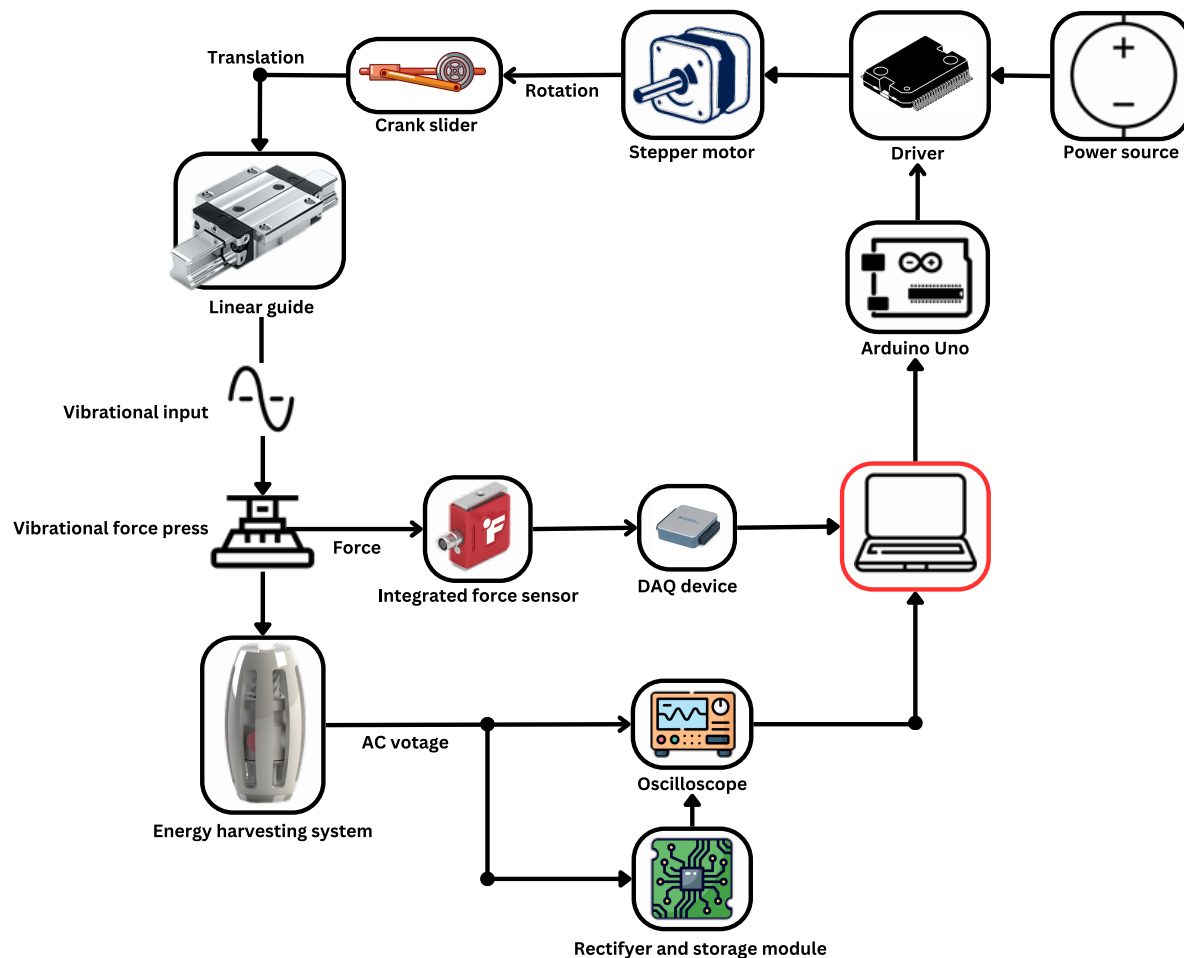 Translation
Rotation
Crank slider
Stepper motor
Driver
Power source
Linear guide
Arduino Uno
Vibrational input
Vibrational force press
Force
Integrated force sensor
DAQ device
AC votage
Oscilloscope
Energy harvesting system
Rectifyer and storage module